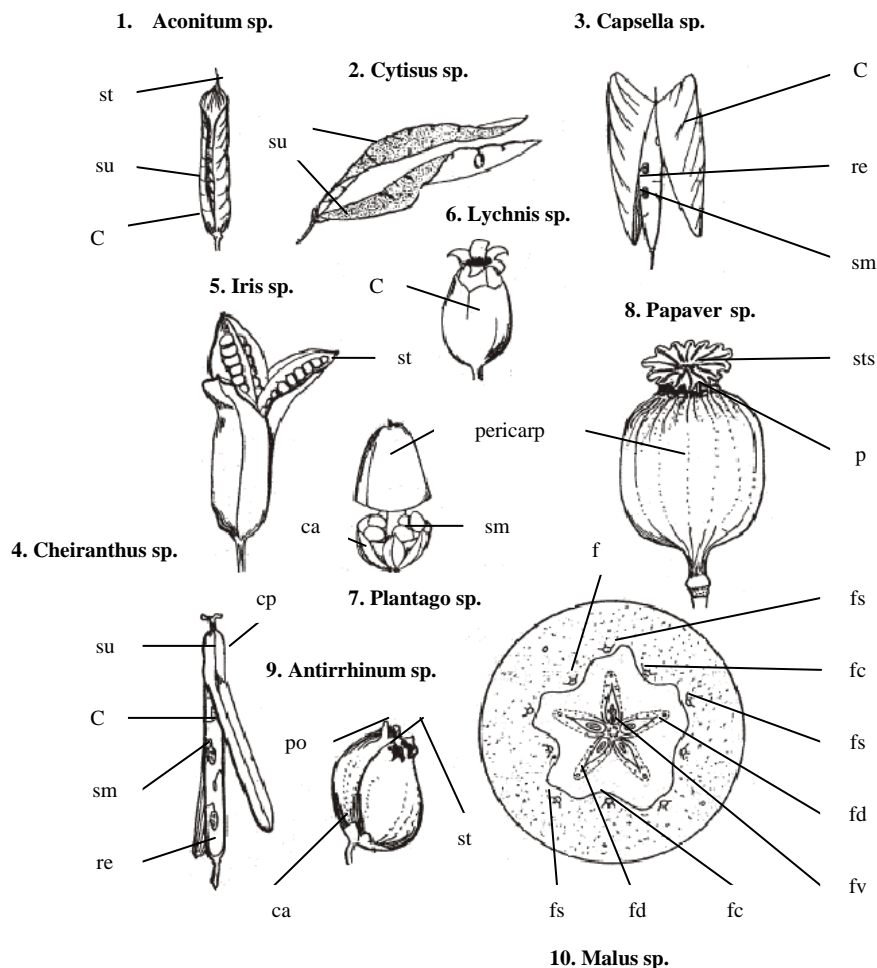 1. Aconitum sp.
3. Capsella sp.
2. Cytisus sp.
st
su
C
su
C
re
sm
6. Lychnis sp.
5. Iris sp.
C
8. Papaver sp.
st
sts
pericarp
p
ca
sm
4. Cheiranthus sp.
f
cp
7. Plantago sp.
fs
su
9. Antirrhinum sp.
fc
C
po
fs
sm
st
fd
re
ca
fv
fs
fd
fc
10. Malus sp.